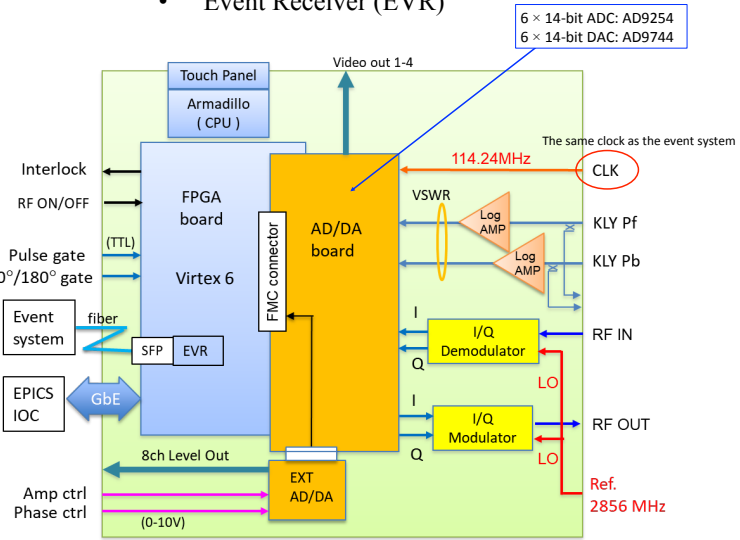 • Event Receiver (EVR)
6 × 14-bit ADC: AD9254
6 × 14-bit DAC: AD9744
Touch Panel
Armadillo
( CPU )
Video out 1-4
The same clock as the event system
114.24MHz
CLK
Interlock
RF ON/OFF
FPGA
board
Virtex 6
FMC connector
AD/DA
board
VSWR
Log
AMP
KLY Pf
Log
AMP
KLY Pb
(TTL)
Pulse gate
0°/180° gate
Event
system
fiber
SFP
EVR
I
Q
I/Q
Demodulator
RF IN
LO
EPICS
IOC
GbE
I
Q
I/Q
Modulator
RF OUT
LO
8ch Level Out
EXT
AD/DA
Ref.
2856 MHz
Amp ctrl
Phase ctrl
(0-10V)